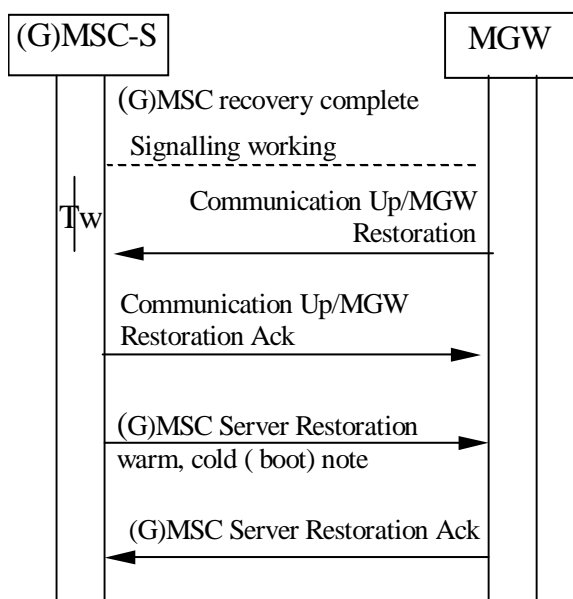 (G)MSC-S
MGW
(G)MSC recovery complete
Signalling working
Tw
Communication Up/MGW
Restoration
Communication Up/MGW
Restoration Ack
(G)MSC Server Restoration
warm, cold ( boot) note
(G)MSC Server Restoration Ack